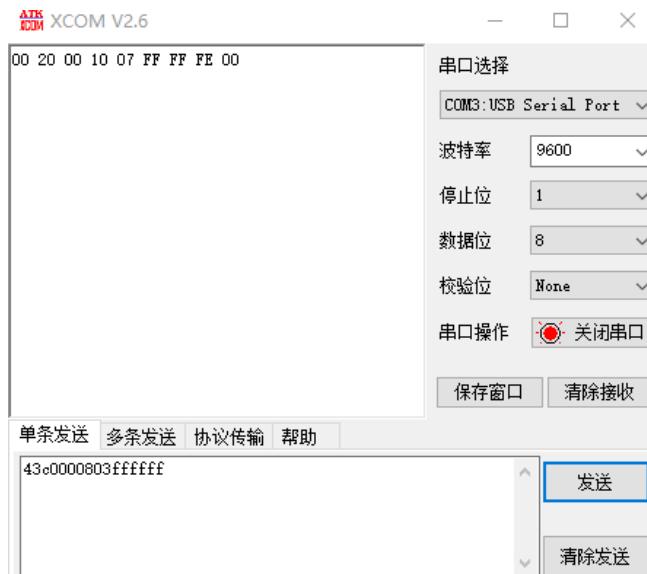 ATK XCOM XCOM V2.6
00 20 00 10 07 FF FF FE 00
串口选择
COM3:USB Serial Port
波特率 9600
停止位 1
数据位 8
校验位 None
串口操作 关闭串口
保存窗口 清除接收
单条发送 多条发送 协议传输 帮助
43c0000803ffffff
发送
清除发送